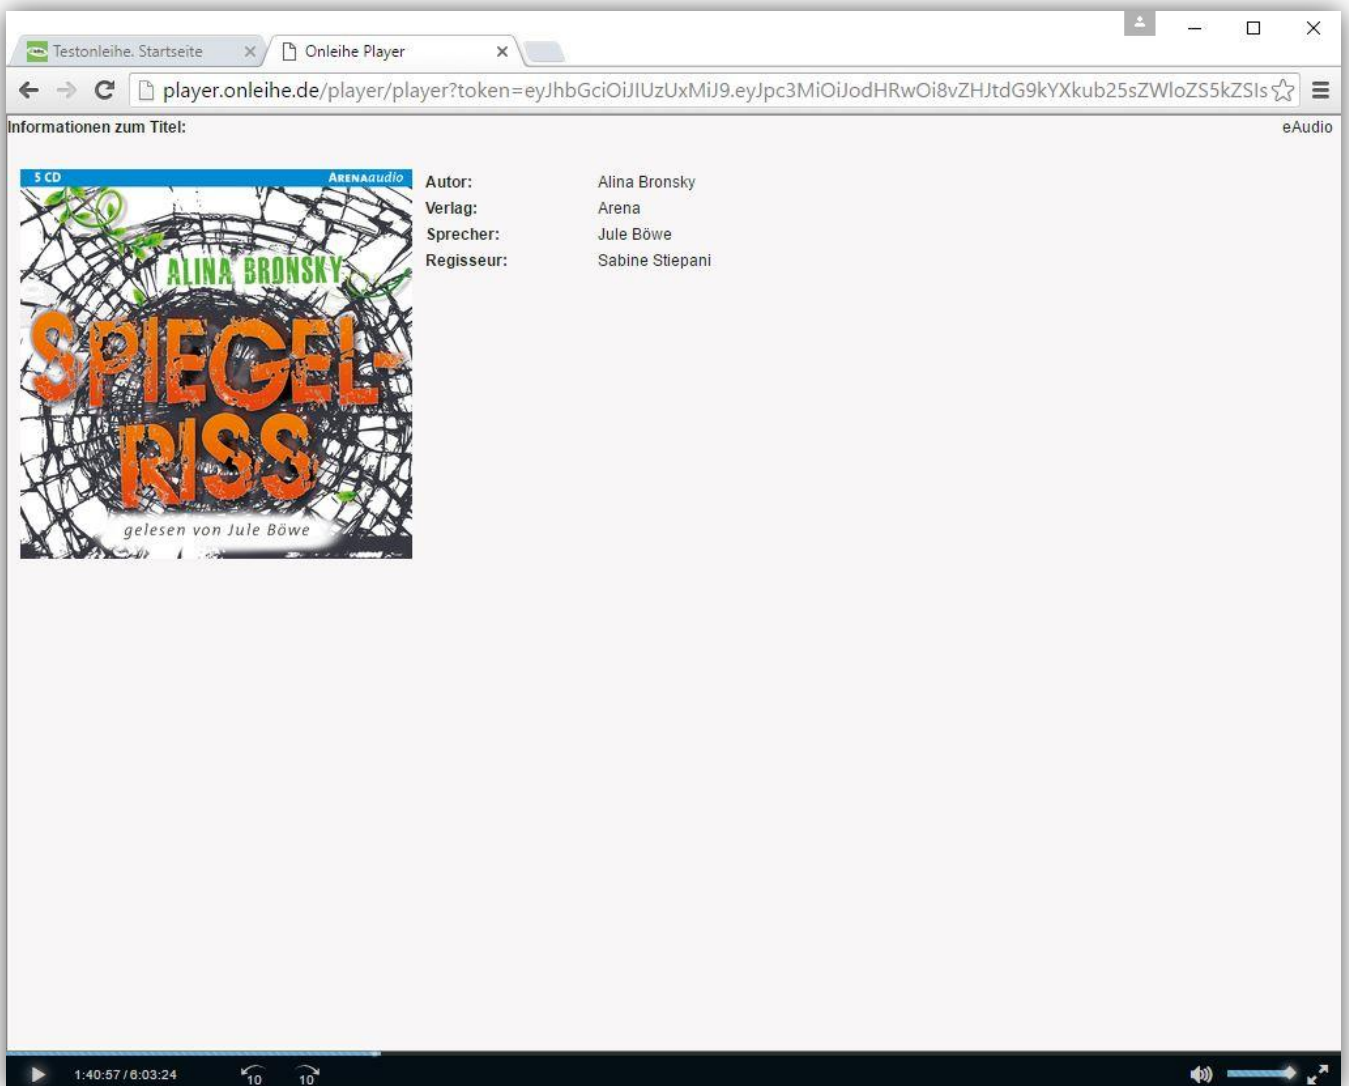 Testonleihe. Startseite
Onleihe Player
player.onleihe.de/player/player?token=eyJhbGciOiJIUzUxMiJ9.eyJpc3MiOiJodHRwOi8vZHJtdG9kYXkub25sZWloZS5kZSIs
Informationen zum Titel:
eAudio
5 CD
ARENAaudio
ALINA BRONSKY
SPIEGEL-
RISS
gelesen von Jule Böwe
Autor: Alina Bronsky
Verlag: Arena
Sprecher: Jule Böwe
Regisseur: Sabine Stiepani
1:40:57 / 6:03:24
10
10